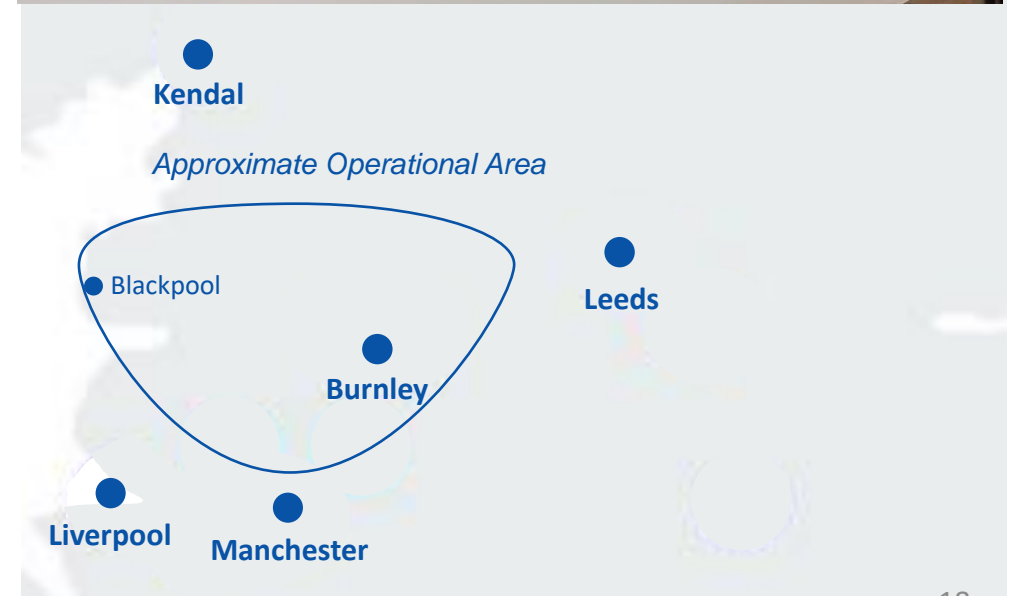 Kendal
Approximate Operational Area
Blackpool
Leeds
Burnley
Liverpool
Manchester